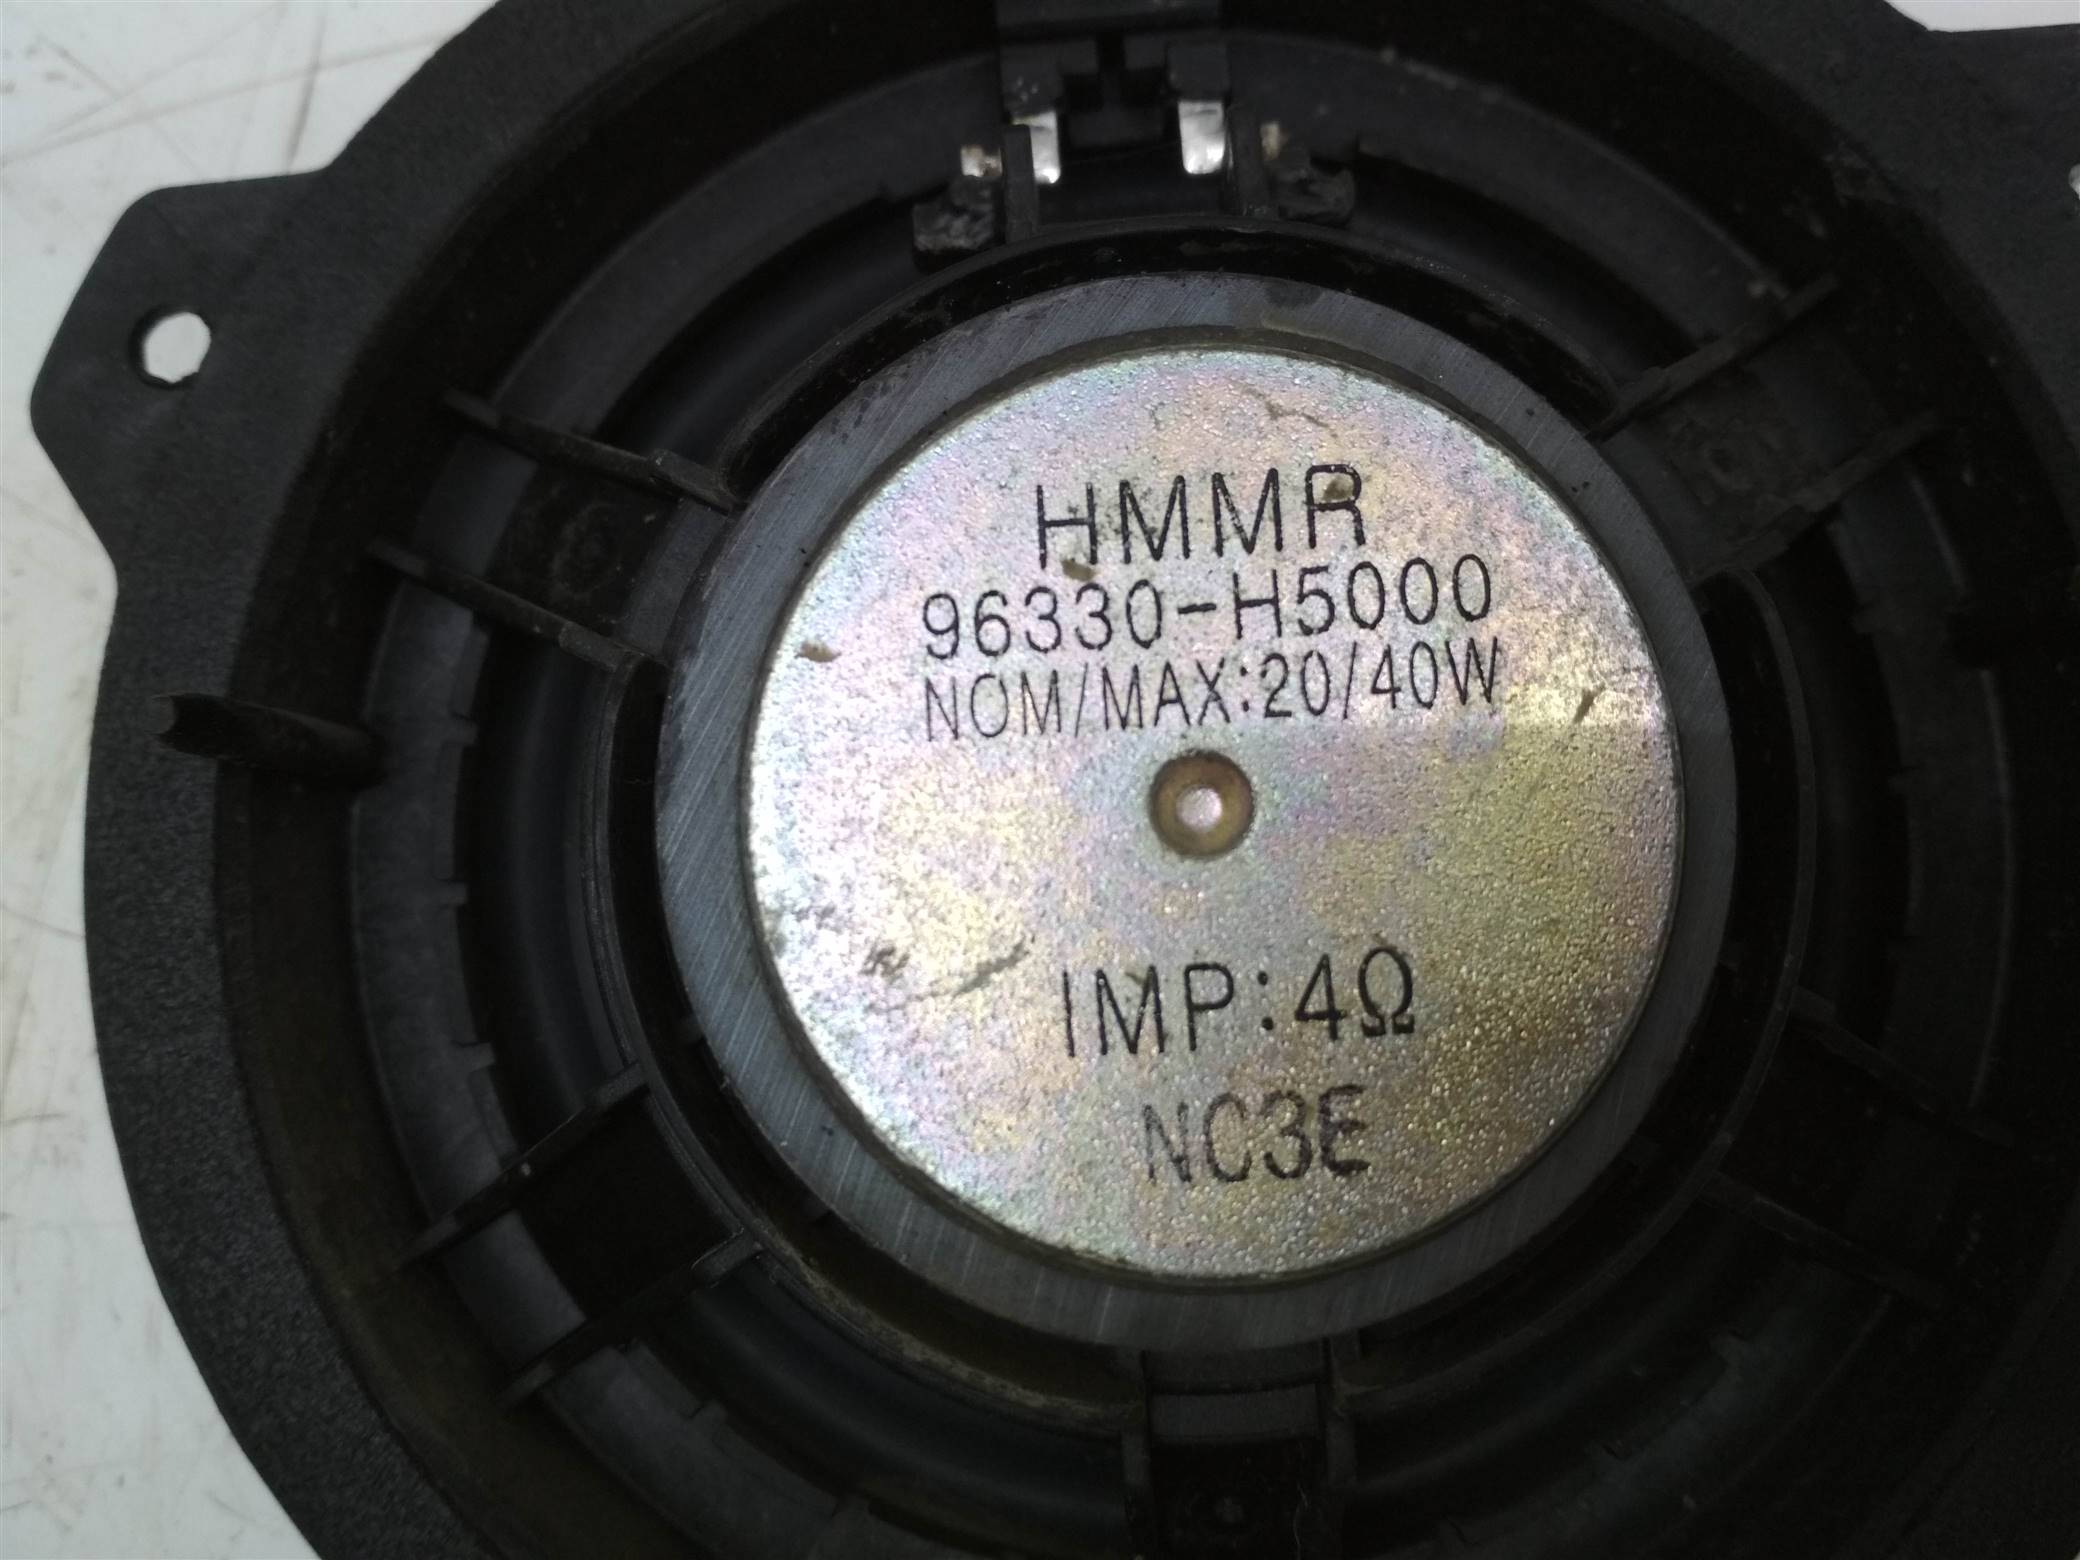 HMMR
96330-H5000
NOM/MAX:20/40W
IMP:4Ω
NC3E